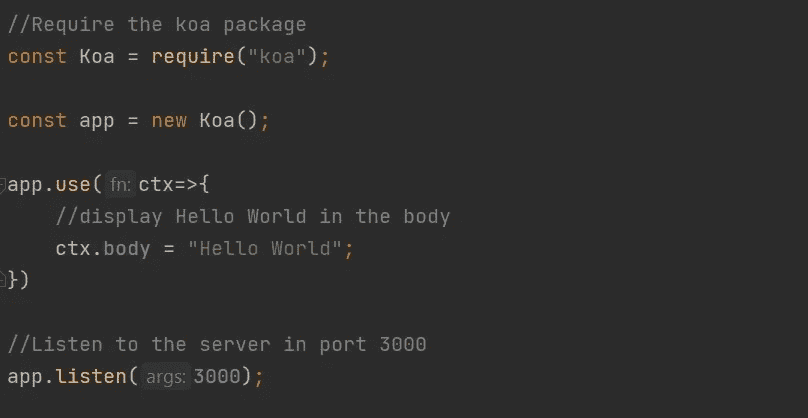 //Require the koa package
const Koa = require("koa");
const app = new Koa();
app.use( fn: ctx=>{
    //display Hello World in the body
    ctx.body = "Hello World";
})
//Listen to the server in port 3000
app.listen( args: 3000);